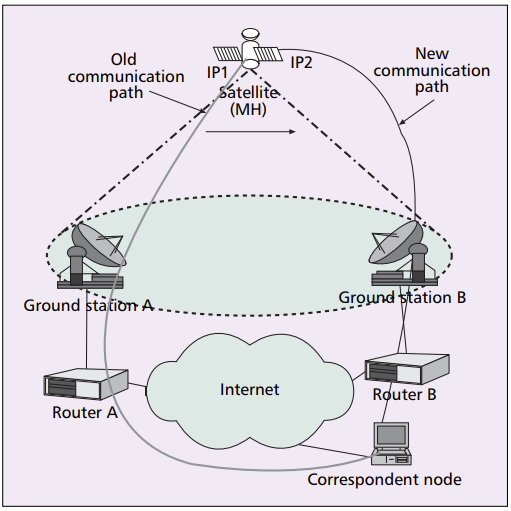 Old
communication
path
IP1
IP2
New
communication
path
Satellite
(MH)
Ground station A
Ground station B
Internet
Router A
Router B
Correspondent node